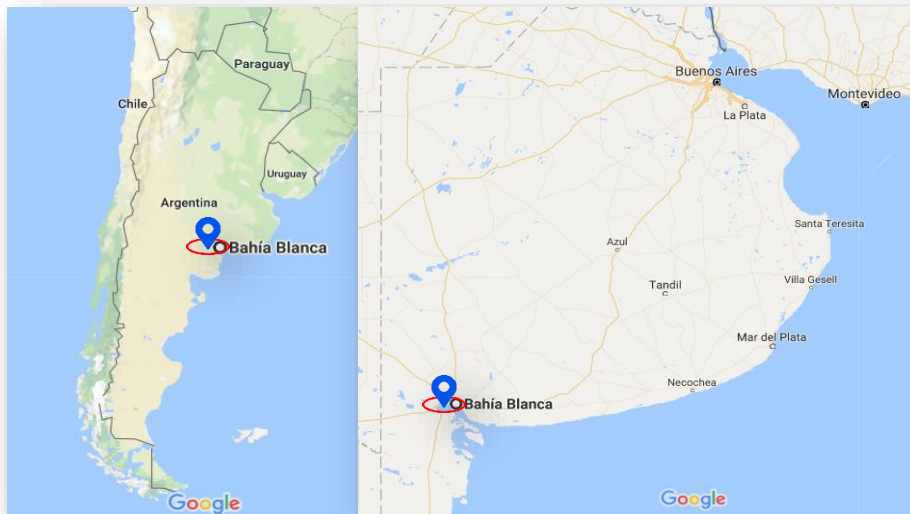 Paraguay
Chile
Uruguay
Argentina
Bahía Blanca
Google
Buenos Aires
Montevideo
La Plata
Santa Teresita
Azul
Tandil
Villa Gesell
Mar del Plata
Necochea
Bahía Blanca
Google